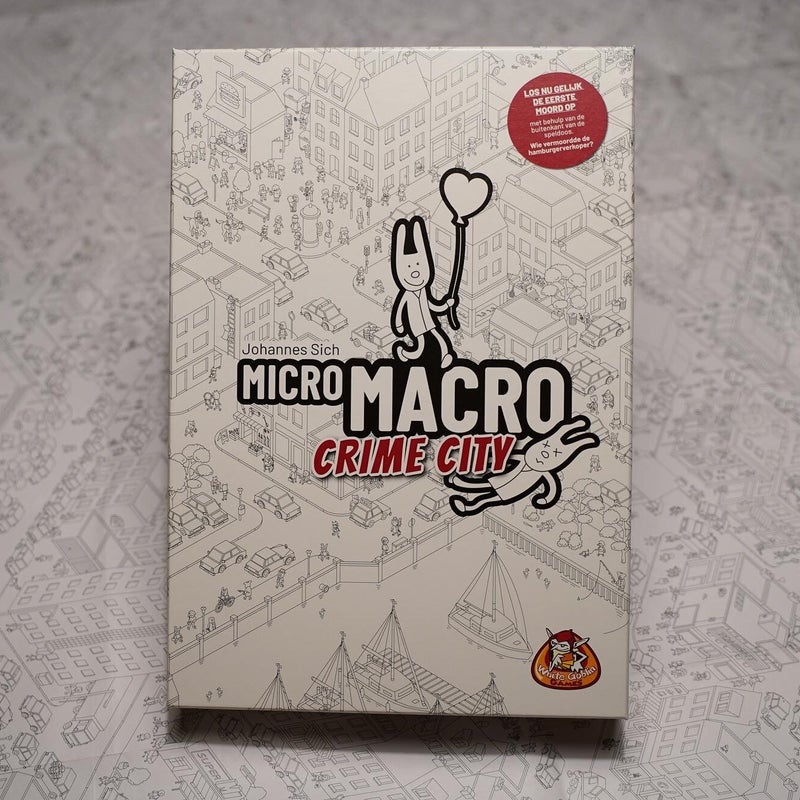 LOS NU GELIJK
DE EERSTE
MOORD OP
met behulp van de
buitenkant van de
speldoos.
Wie vermoordde de
hamburgerverkoper?
Johannes Sich
MICRO MACRO
CRIME CITY
White Goblin
GAMES